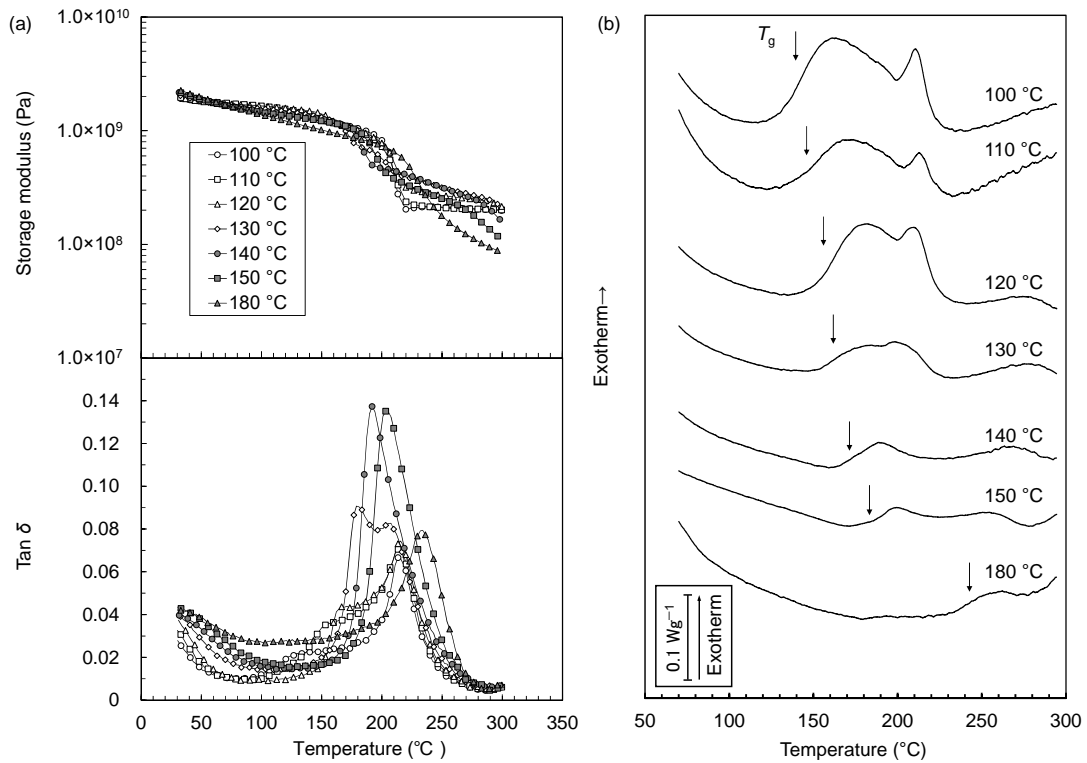 (a)
1.0×10¹⁰
1.0×10⁹
1.0×10⁸
1.0×10⁷
Storage modulus (Pa)
100 °C
110 °C
120 °C
130 °C
140 °C
150 °C
180 °C
0.14
0.12
0.10
0.08
0.06
0.04
0.02
0
Tan δ
0 50 100 150 200 250 300 350
Temperature (°C )
(b)
Tg
100 °C
110 °C
120 °C
130 °C
140 °C
150 °C
180 °C
Exotherm→
0.1 Wg⁻¹
Exotherm
50 100 150 200 250 300
Temperature (°C)